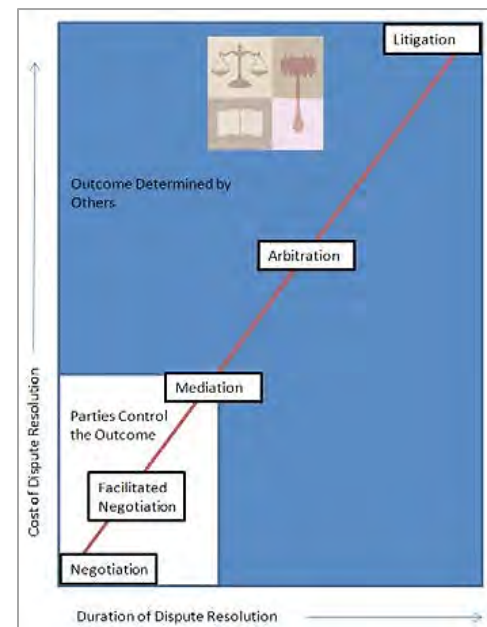 Litigation
Outcome Determined by
Others
Arbitration
Mediation
Parties Control
the Outcome
Facilitated
Negotiation
Negotiation
Cost of Dispute Resolution
Duration of Dispute Resolution